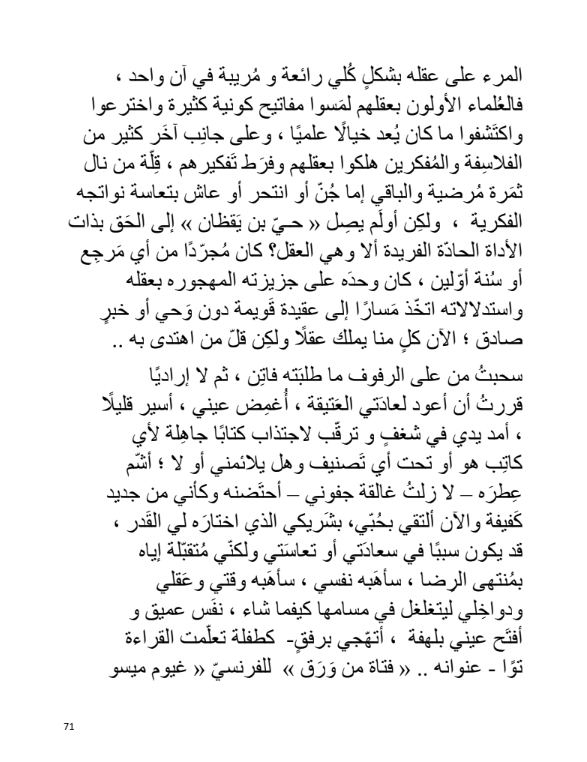 المرء على عقله بشكلٍ كُلي رائعة و مُريبة في آن واحد ،
فالعُلماء الأولون بعقلهم لمَسوا مفاتيح كونية كثيرة واخترعوا
واكتَشفوا ما كان يُعد خيالًا علميًا ، وعلى جانِب آخَر كثير من
الفلاسِفة والمُفكرين هلكوا بعقلهم وفرَط تَفكيرهم ، قِلّة من نال
ثمَرة مُرضية والباقي إما جُنّ أو انتحر أو عاش بتعاسة نواتجه
الفكرية ، ولكِن أولَم يصِل « حـيّ بن يَقظان » إلى الحَق بذات
الأداة الحادّة الفريدة ألا وهي العقل؟ كان مُجرّدًا من أي مَرجِع
أو سُنة أوّلين ، كان وحدَه على جزيزته المهجوره بعقله
واستدلالاته اتخّذ مَسارًا إلى عقيدة قَويمة دون وَحي أو خبرٍ
صادق ؛ الآن كلٍ منا يملك عقلًا ولكِن قلّ من اهتدى به ..
سحبتُ من على الرفوف ما طلبَته فاتِن ، ثم لا إراديًا
قررتُ أن أعود لعادَتي العَتيقة ، أُغمِض عيني ، أسير قليلًا
، أمد يدي في شغفٍ و ترقّب لاجتذاب كتابًا جاهِلة لأي
كاتِب هو أو تحت أي تَصنيف وهل يلائمني أو لا ؛ أشّم
عِطرَه – لا زلتُ غالقة جفوني – أحتَضنه وكأني من جديد
كَفيفة والآن ألتقي بحُبّي، بشَريكي الذي اختارَه لي القَدر ،
قد يكون سببًا في سعادَتي أو تعاسَتي ولكنّي مُتقبّلة إياه
بمُنتهى الرِضا ، سأهَبه نفسي ، سأهَبه وقتي وعَقلي
ودواخِلي ليتغلغل في مسامها كيفما شاء ، نفَس عميق و
أفتَح عيني بلهفة ، أتهّجي برفقٍ- كطفلة تعلّمت القراءة
توًا - عنوانه .. « فتاة من وَرَق » للفرنسيّ « غيوم ميسو
71